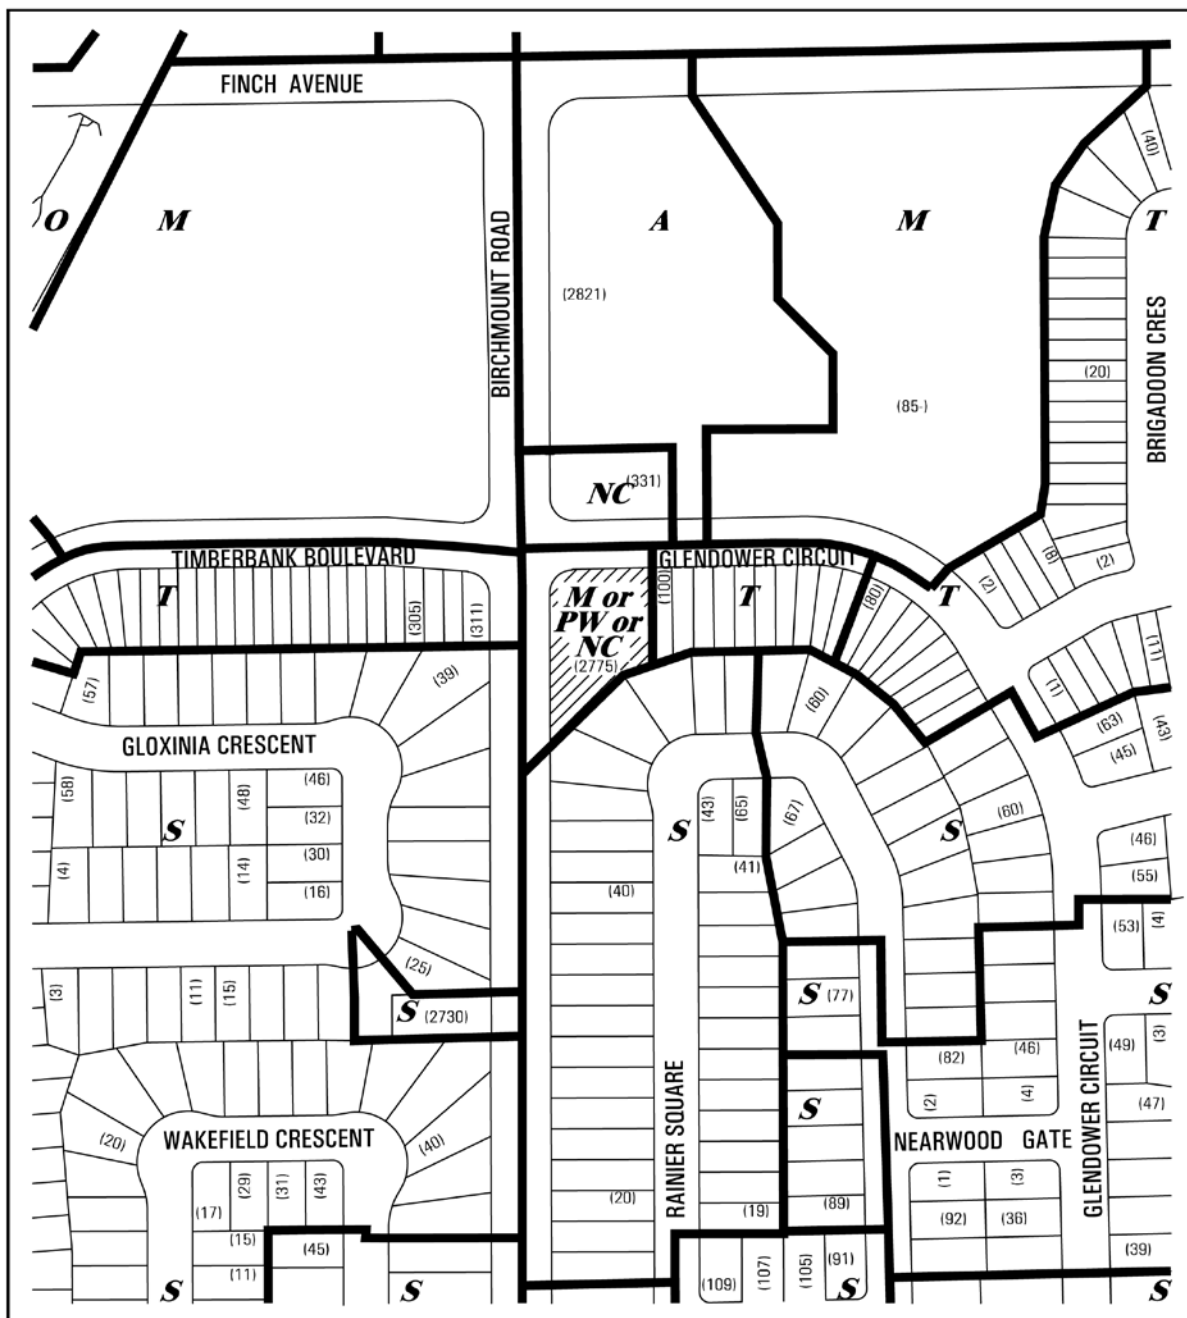 FINCH AVENUE
(40)
O
M
A
M
T
BIRCHMOUNT ROAD
(2821)
BRIGADOON CRES
(20)
(85-)
NC
(331)
TIMBERBANK BOULEVARD
GLENDOWER CIRCUIT
(8)
(2)
(2)
T
(305)
(311)
M or
PW or
NC
(2775)
(100)
T
(80)
T
(11)
(1)
(57)
(39)
(60)
(63)
(43)
(45)
GLOXINIA CRESCENT
(58)
(48)
(46)
(32)
S
(43)
(65)
(67)
S
S
(60)
(46)
(4)
(14)
(30)
(16)
(40)
(41)
(55)
(53)
(4)
(3)
(11)
(15)
(25)
S
(2730)
S
(77)
S
(49)
(3)
(82)
(46)
(2)
(4)
(47)
S
(20)
WAKEFIELD CRESCENT
(40)
RAINIER SQUARE
NEARWOOD GATE
GLENDOWER CIRCUIT
(17)
(29)
(31)
(43)
(20)
(19)
(89)
(1)
(3)
(92)
(36)
(15)
(45)
(11)
(39)
S
S
(109)
(107)
(105)
(91)
S
S